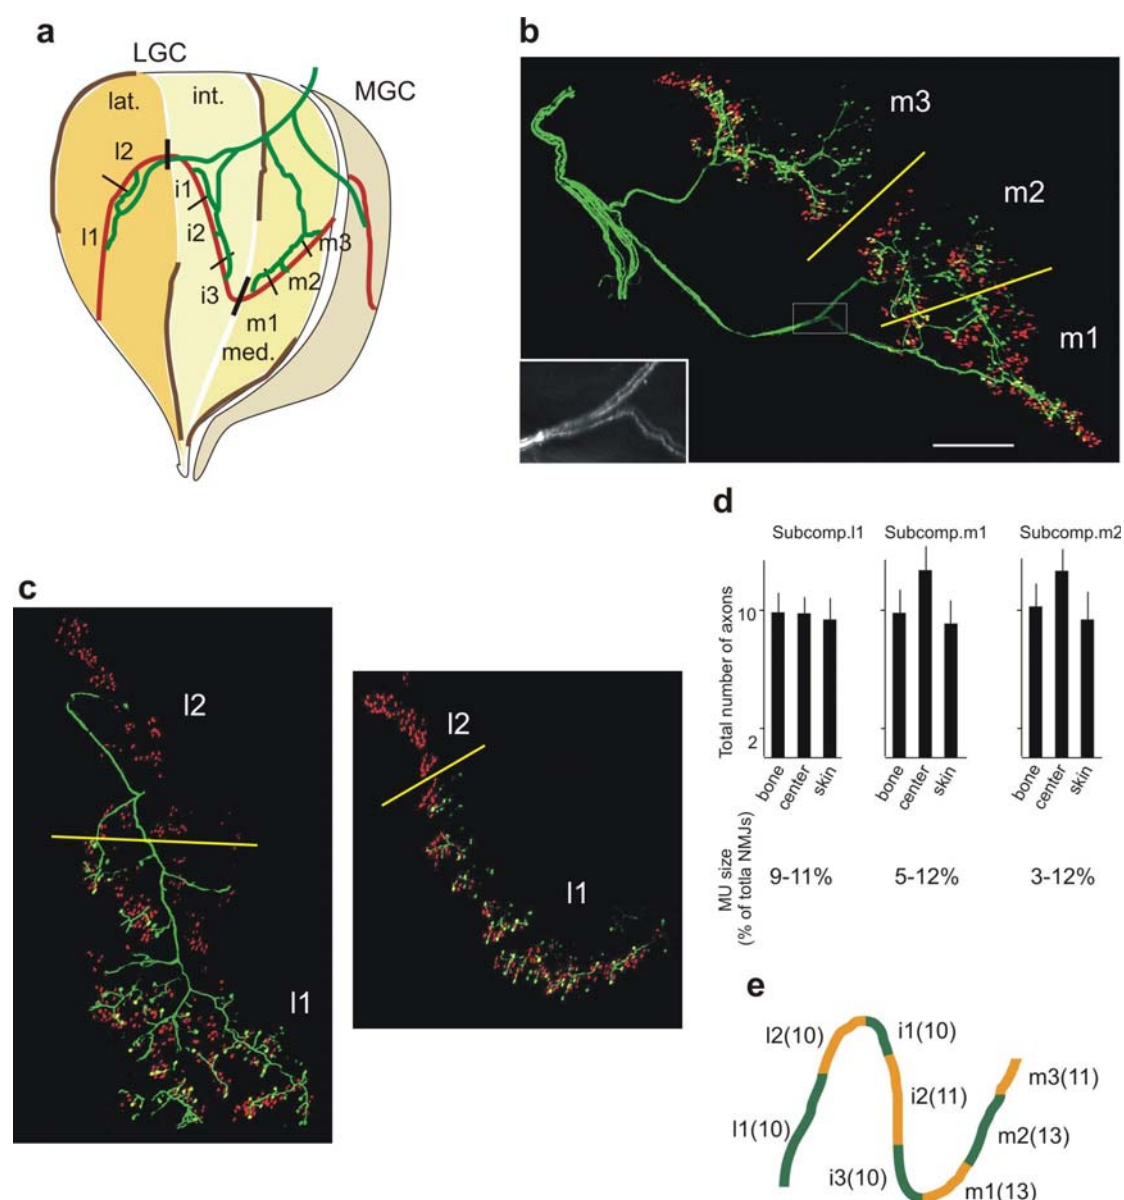 a
LGC
MGC
lat.
int.
l2
i1
l1
i2
m3
i3
m2
m1
med.
b
m3
m2
m1
c
l2
l1
l2
l1
d
Subcomp.l1
Subcomp.m1
Subcomp.m2
Total number of axons
10
2
bone
center
skin
bone
center
skin
bone
center
skin
MU size
(% of totla NMJs)
9-11%
5-12%
3-12%
e
l2(10)
i1(10)
m3(11)
i2(11)
l1(10)
m2(13)
i3(10)
m1(13)